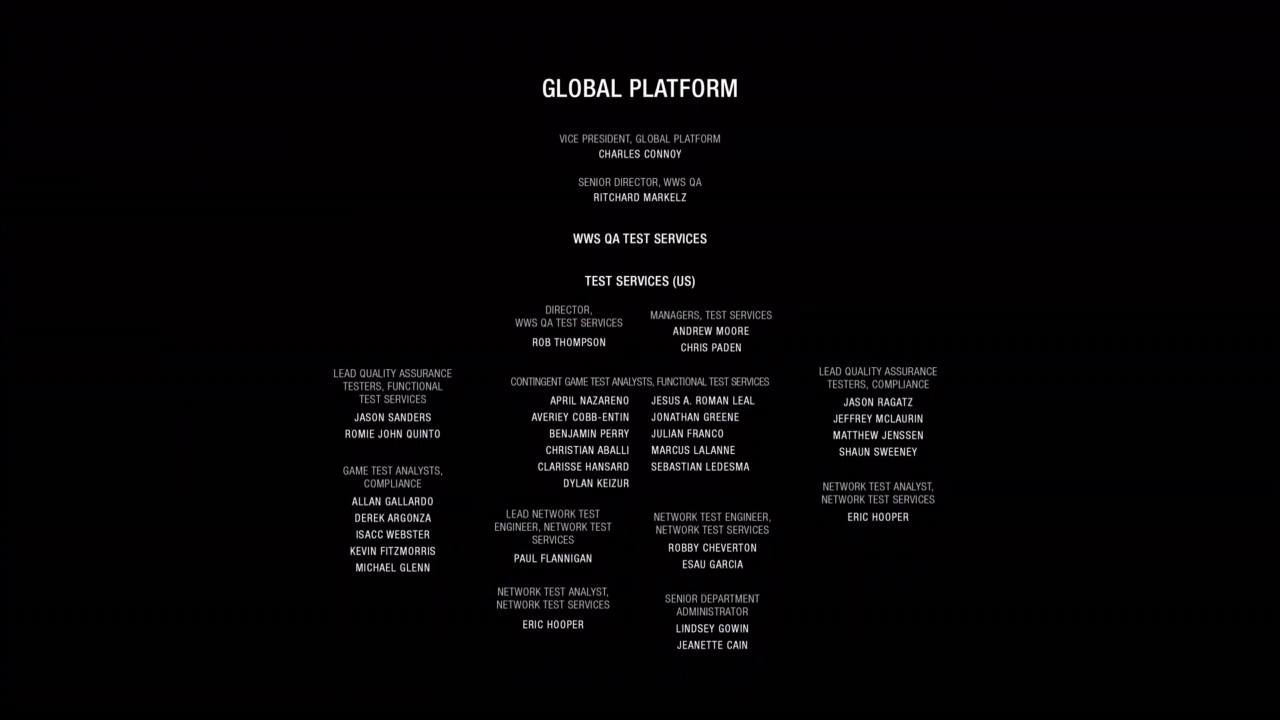 GLOBAL PLATFORM
VICE PRESIDENT, GLOBAL PLATFORM
CHARLES CONNOY
SENIOR DIRECTOR, WWS QA
RITCHARD MARKELZ
WWS QA TEST SERVICES
TEST SERVICES (US)
DIRECTOR,
WWS QA TEST SERVICES
ROB THOMPSON
MANAGERS, TEST SERVICES
ANDREW MOORE
CHRIS PADEN
LEAD QUALITY ASSURANCE
TESTERS, FUNCTIONAL
TEST SERVICES
JASON SANDERS
ROMIE JOHN QUINTO
GAME TEST ANALYSTS,
COMPLIANCE
ALLAN GALLARDO
DEREK ARGONZA
ISACC WEBSTER
KEVIN FITZMORRIS
MICHAEL GLENN
CONTINGENT GAME TEST ANALYSTS, FUNCTIONAL TEST SERVICES
APRIL NAZARENO
AVERIEY COBB-ENTIN
BENJAMIN PERRY
CHRISTIAN ABALLI
CLARISSE HANSARD
DYLAN KEIZUR
JESUS A. ROMAN LEAL
JONATHAN GREENE
JULIAN FRANCO
MARCUS LALANNE
SEBASTIAN LEDESMA
LEAD NETWORK TEST
ENGINEER, NETWORK TEST
SERVICES
PAUL FLANNIGAN
NETWORK TEST ANALYST,
NETWORK TEST SERVICES
ERIC HOOPER
NETWORK TEST ENGINEER,
NETWORK TEST SERVICES
ROBBY CHEVERTON
ESAU GARCIA
SENIOR DEPARTMENT
ADMINISTRATOR
LINDSEY GOWIN
JEANETTE CAIN
LEAD QUALITY ASSURANCE
TESTERS, COMPLIANCE
JASON RAGATZ
JEFFREY MCLAURIN
MATTHEW JENSSEN
SHAUN SWEENEY
NETWORK TEST ANALYST,
NETWORK TEST SERVICES
ERIC HOOPER